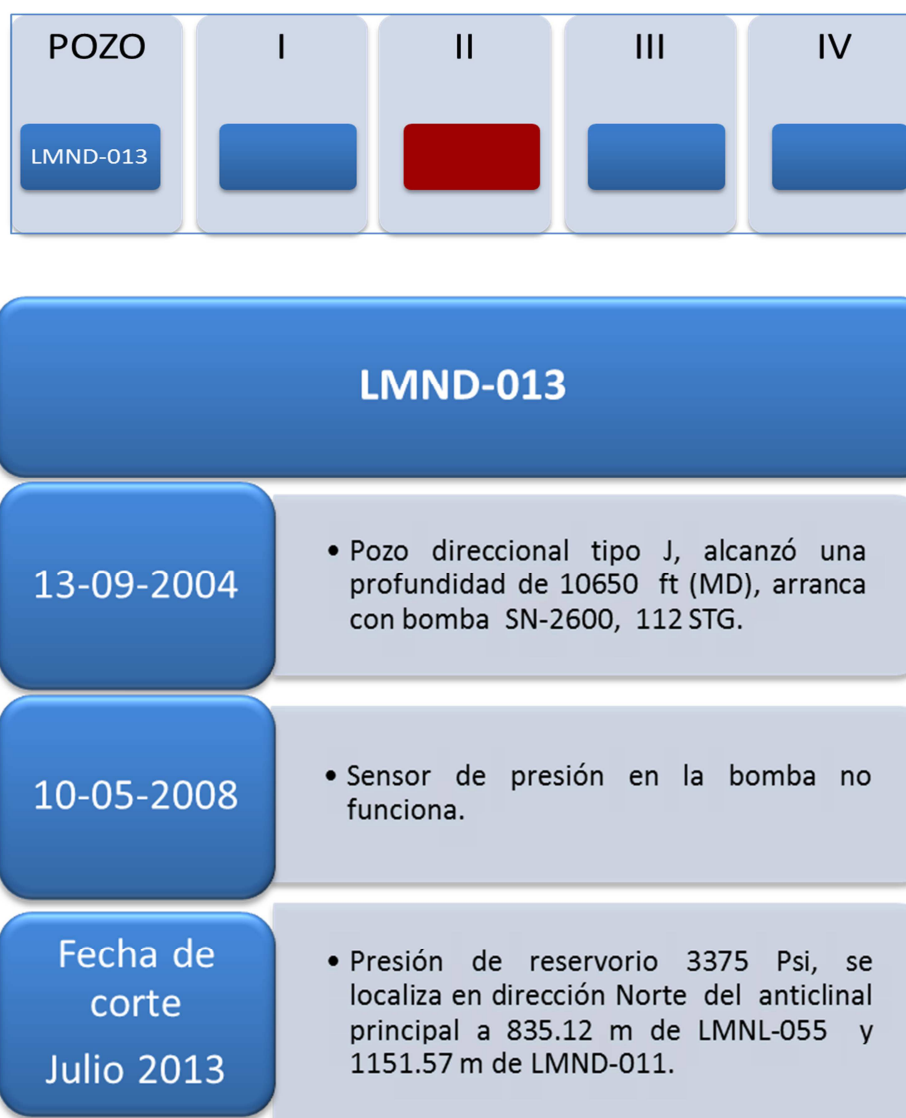 POZO I II III IV
LMND-013
LMND-013
13-09-2004
• Pozo direccional tipo J, alcanzó una
profundidad de 10650 ft (MD), arranca
con bomba SN-2600, 112 STG.
10-05-2008
• Sensor de presión en la bomba no
funciona.
Fecha de
corte
Julio 2013
• Presión de reservorio 3375 Psi, se
localiza en dirección Norte del anticlinal
principal a 835.12 m de LMNL-055 y
1151.57 m de LMND-011.